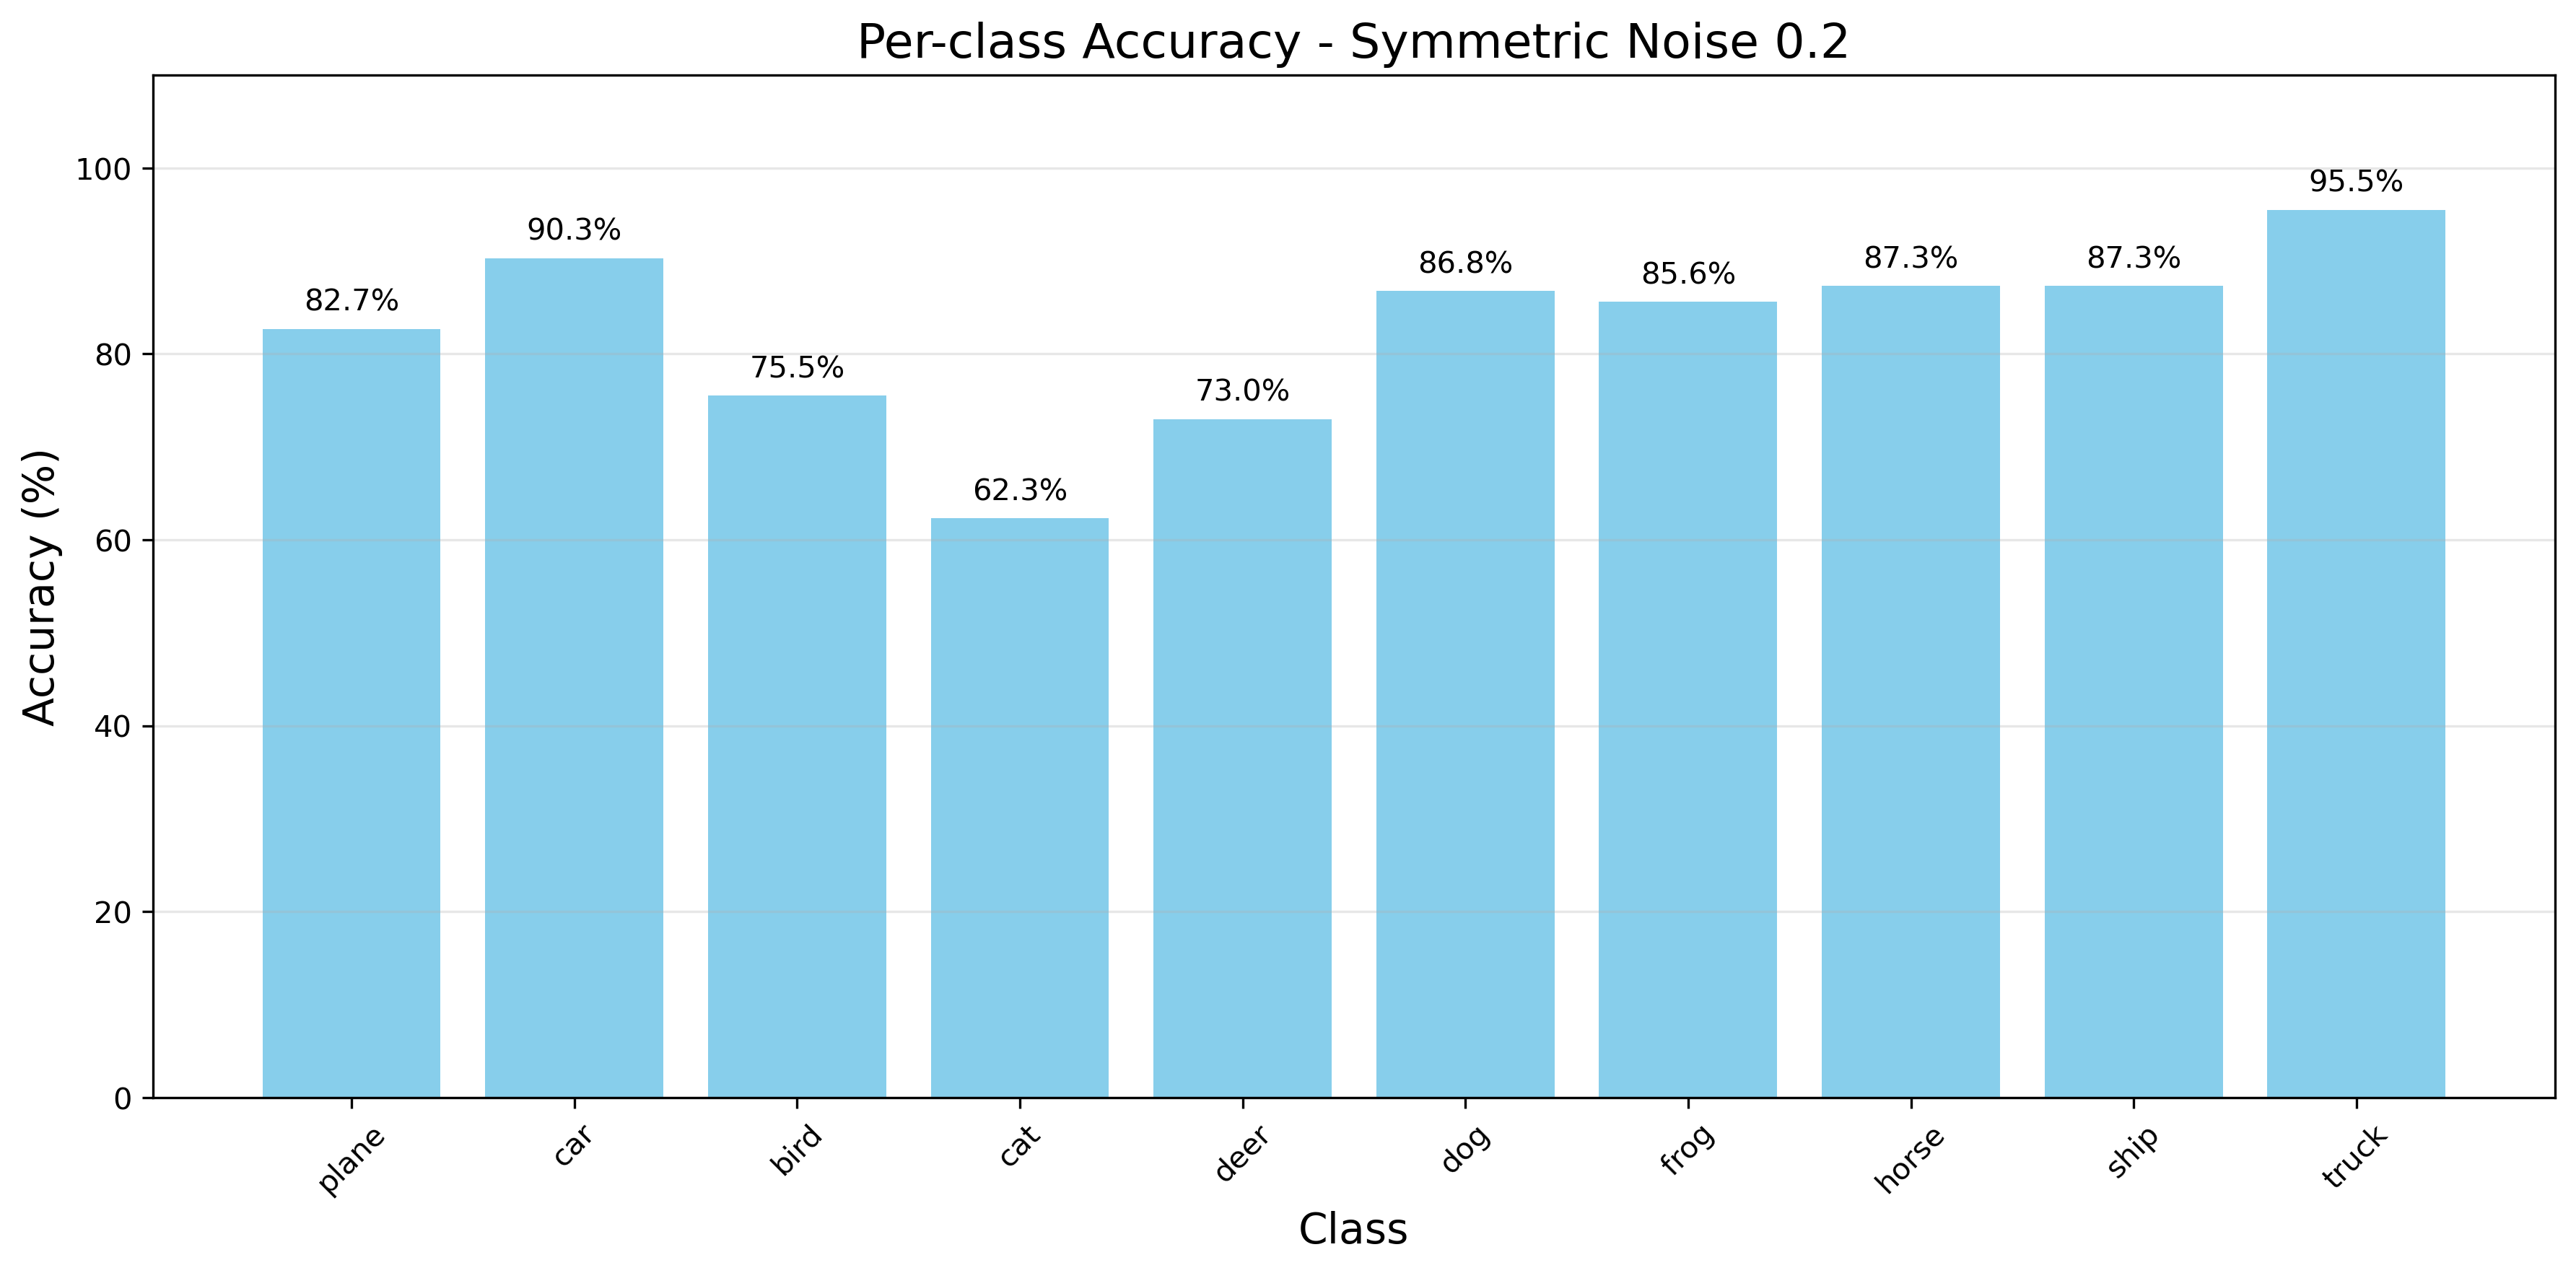 Per-class Accuracy - Symmetric Noise 0.2
Accuracy (%)
100
80
60
40
20
0
82.7%
90.3%
75.5%
62.3%
73.0%
86.8%
85.6%
87.3%
87.3%
95.5%
plane
car
bird
cat
deer
dog
frog
horse
ship
truck
Class